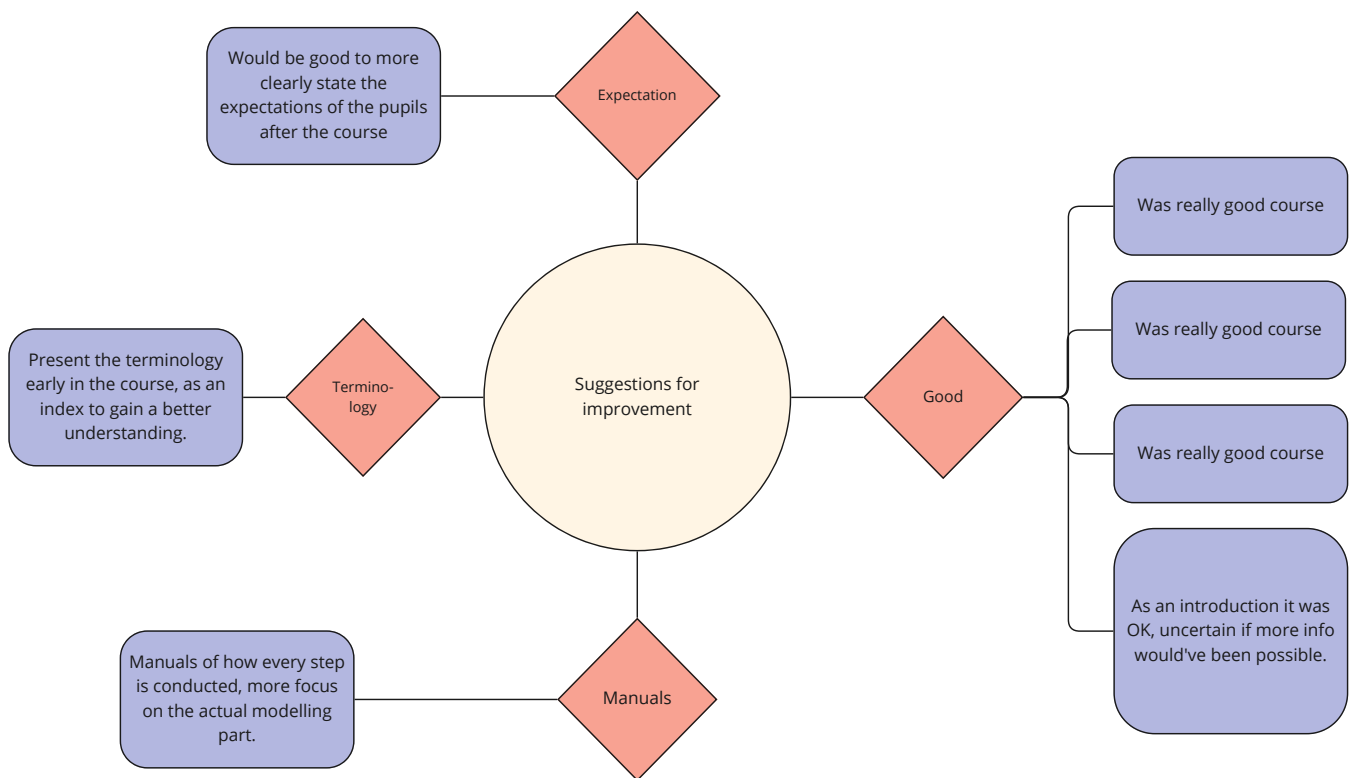 Would be good to more
clearly state the
expectations of the pupils
after the course
Expectation
Present the terminology
early in the course, as an
index to gain a better
understanding.
Termino-
logy
Suggestions for
improvement
Good
Was really good course
Was really good course
Was really good course
As an introduction it was
OK, uncertain if more info
would've been possible.
Manuals of how every step
is conducted, more focus
on the actual modelling
part.
Manuals